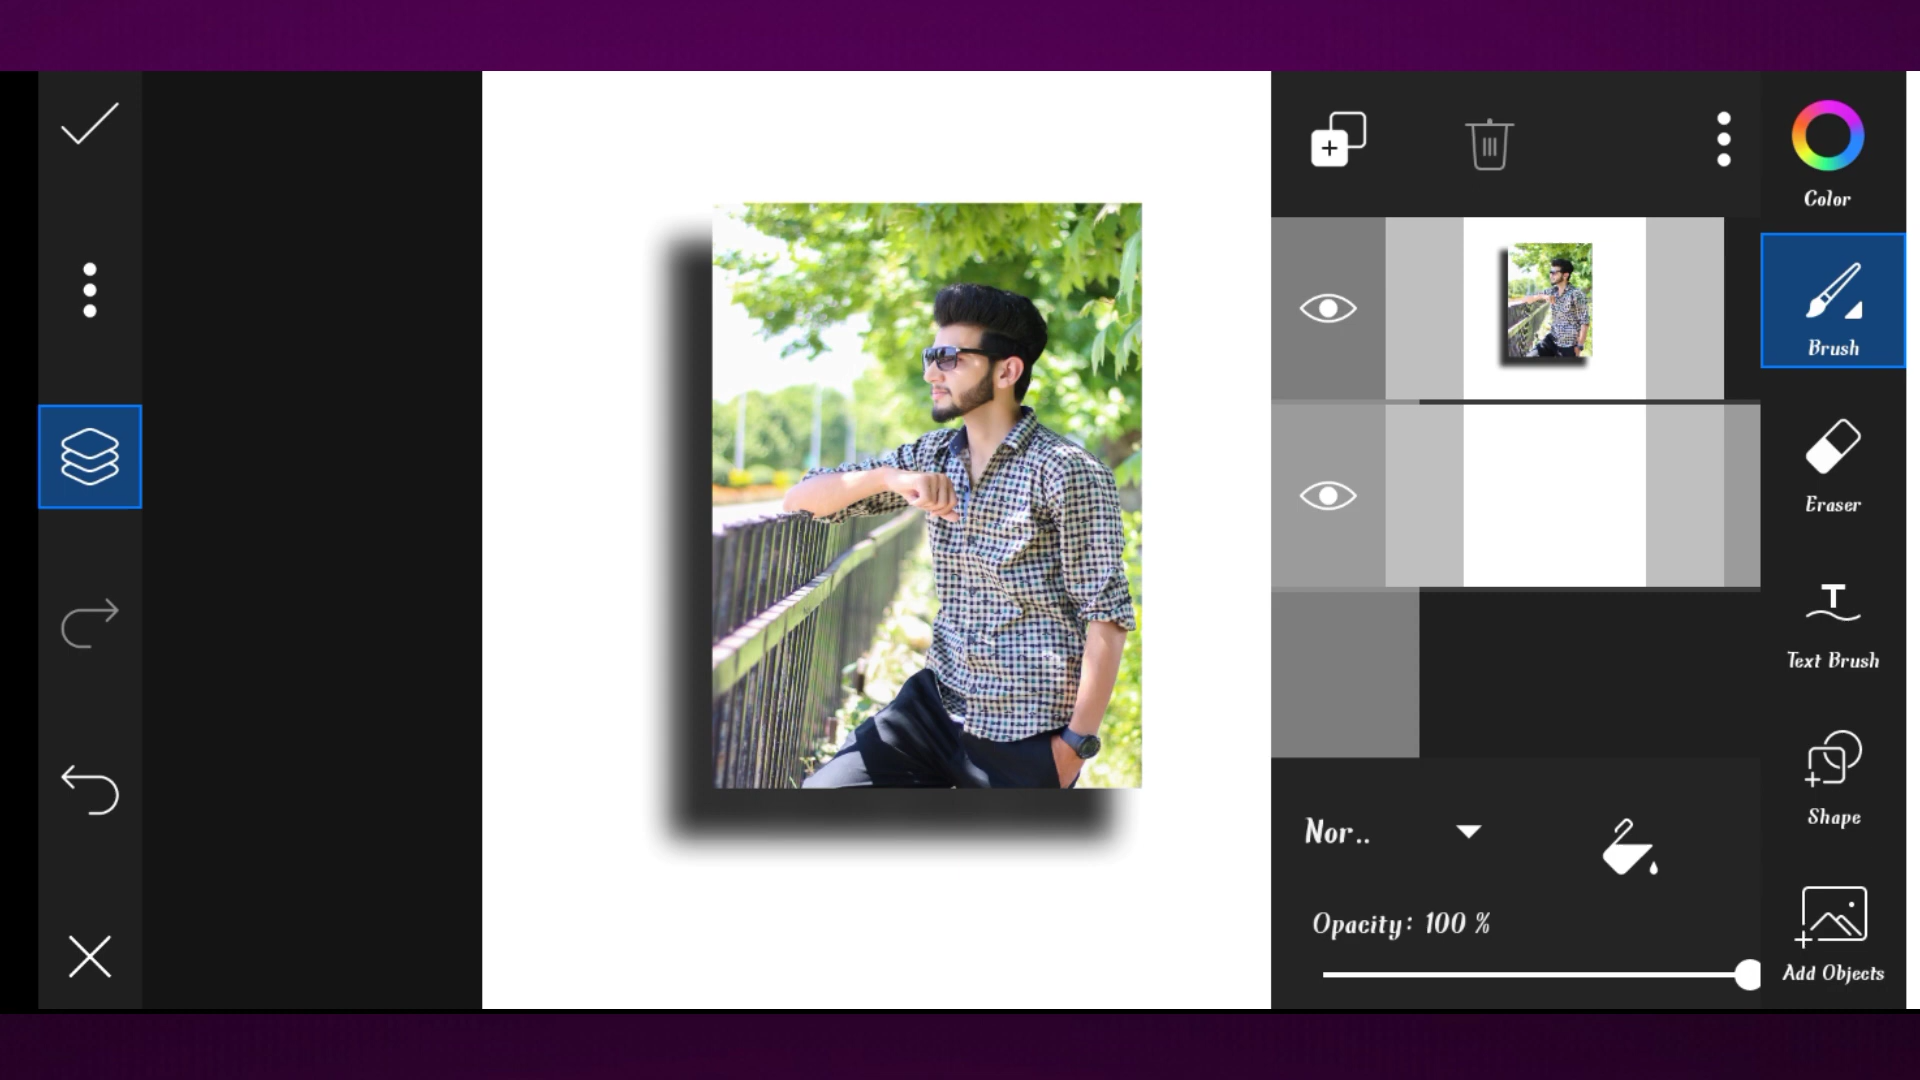 Color
Brush
Eraser
Text Brush
Shape
Nor..
Opacity: 100 %
Add Objects